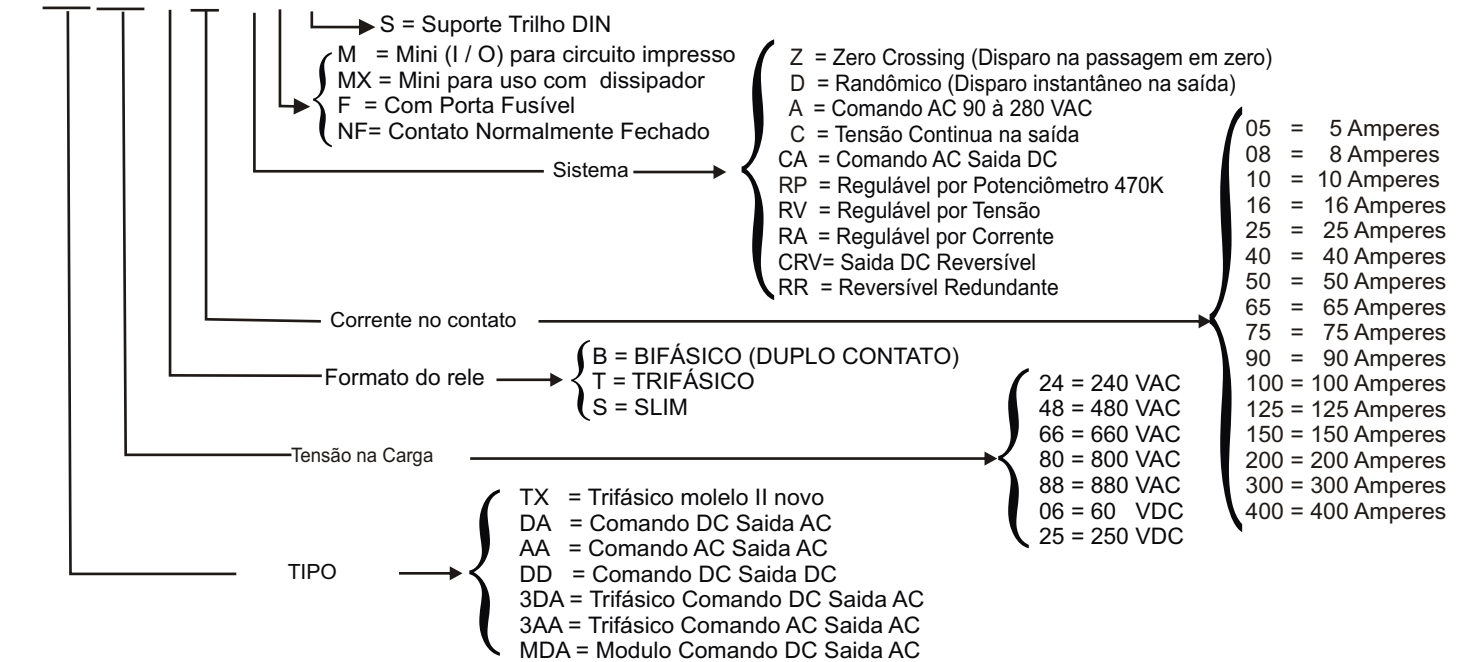 S = Suporte Trilho DIN
M = Mini (I / O) para circuito impresso
MX = Mini para uso com dissipador
F = Com Porta Fusível
NF= Contato Normalmente Fechado
Sistema
Z = Zero Crossing (Disparo na passagem em zero)
D = Randômico (Disparo instantâneo na saída)
A = Comando AC 90 à 280 VAC
C = Tensão Continua na saída
CA = Comando AC Saida DC
RP = Regulável por Potenciômetro 470K
RV = Regulável por Tensão
RA = Regulável por Corrente
CRV= Saida DC Reversível
RR = Reversível Redundante
Corrente no contato
05 = 5 Amperes
08 = 8 Amperes
10 = 10 Amperes
16 = 16 Amperes
25 = 25 Amperes
40 = 40 Amperes
50 = 50 Amperes
65 = 65 Amperes
75 = 75 Amperes
90 = 90 Amperes
100 = 100 Amperes
125 = 125 Amperes
150 = 150 Amperes
200 = 200 Amperes
300 = 300 Amperes
400 = 400 Amperes
Formato do rele
B = BIFÁSICO (DUPLO CONTATO)
T = TRIFÁSICO
S = SLIM
Tensão na Carga
24 = 240 VAC
48 = 480 VAC
66 = 660 VAC
80 = 800 VAC
88 = 880 VAC
06 = 60 VDC
25 = 250 VDC
TIPO
TX = Trifásico molelo II novo
DA = Comando DC Saida AC
AA = Comando AC Saida AC
DD = Comando DC Saida DC
3DA = Trifásico Comando DC Saida AC
3AA = Trifásico Comando AC Saida AC
MDA = Modulo Comando DC Saida AC